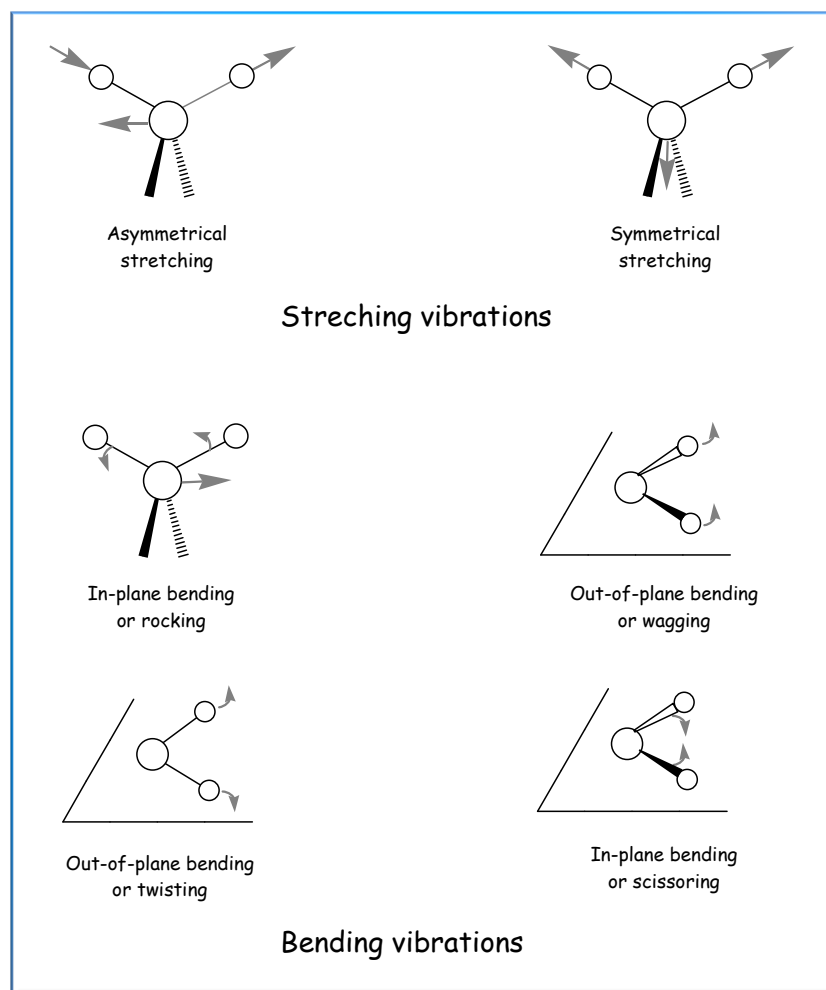 Asymmetrical
stretching
Symmetrical
stretching
Streching vibrations
In-plane bending
or rocking
Out-of-plane bending
or wagging
Out-of-plane bending
or twisting
In-plane bending
or scissoring
Bending vibrations